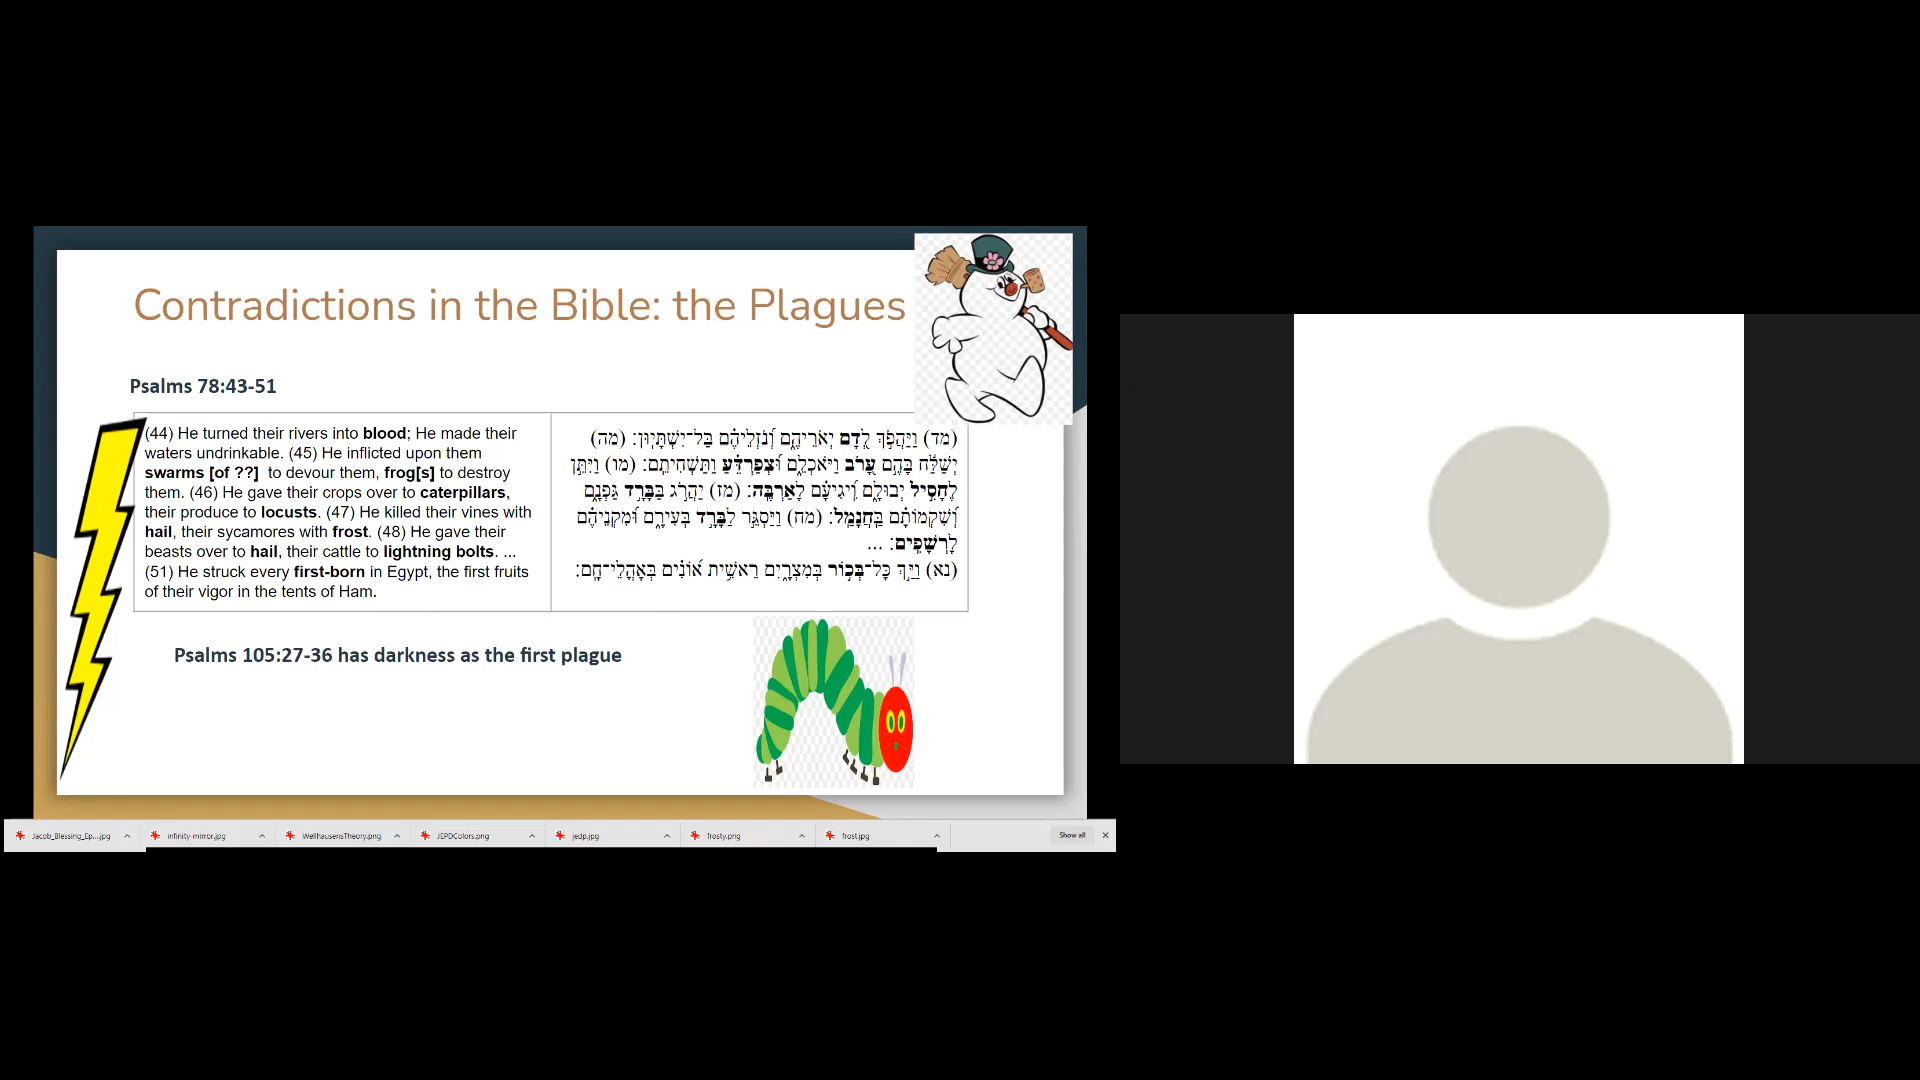 Contradictions in the Bible: the Plagues
Psalms 78:43-51
(44) He turned their rivers into blood; He made their
waters undrinkable. (45) He inflicted upon them
swarms [of ??] to devour them, frog[s] to destroy
them. (46) He gave their crops over to caterpillars,
their produce to locusts. (47) He killed their vines with
hail, their sycamores with frost. (48) He gave their
beasts over to hail, their cattle to lightning bolts. ...
(51) He struck every first-born in Egypt, the first fruits
of their vigor in the tents of Ham.
(מד) וַיַּהֲפֹ֣ךְ לְ֭דָם יְאֹרֵיהֶ֑ם וְ֝נֹזְלֵיהֶ֗ם בַּל־יִשְׁתָּיֽוּן׃ (מה)
יְשַׁלַּ֬ח בָּהֶ֣ם עָ֭רֹב וַיֹּאכְלֵ֑ם וּ֝צְפַרְדֵּ֗עַ וַתַּשְׁחִיתֵֽם׃ (מו) וַיִּתֵּ֣ן
לֶחָסִ֣יל יְבוּלָ֑ם וִ֝יגִיעָ֗ם לָאַרְבֶּֽה׃ (מז) יַהֲרֹ֣ג בַּבָּרָ֣ד גַּפְנָ֑ם
וְ֝שִׁקְמוֹתָ֗ם בַּֽחֲנָמַֽל׃ (מח) וַיַּסְגֵּ֣ר לַבָּרָ֣ד בְּעִירָ֑ם וּ֝מִקְנֵיהֶ֗ם
לָרְשָׁפִֽים׃ ...
(נא) וַיַּ֣ךְ כׇּל־בְּכ֣וֹר בְּמִצְרָ֑יִם רֵאשִׁ֥ית א֝וֹנִ֗ים בְּאׇהֳלֵי־חָֽם׃
Psalms 105:27-36 has darkness as the first plague
Jacob_Blessing_Ep....jpg
infinity-mirror.jpg
WellhausensTheory.png
JEPDColors.png
jedp.jpg
frosty.png
frost.jpg
Show all